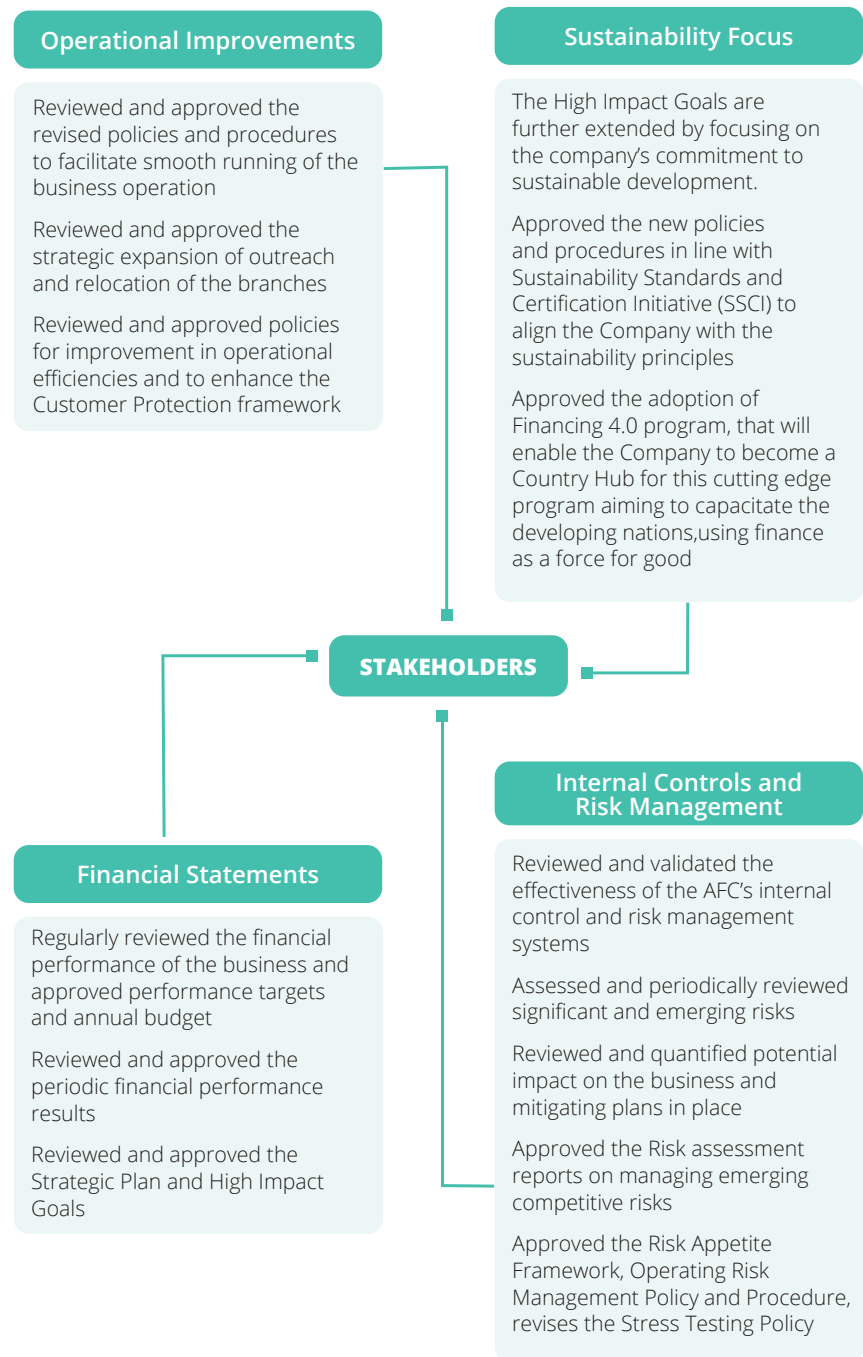 Operational Improvements
Reviewed and approved the
revised policies and procedures
to facilitate smooth running of the
business operation
Reviewed and approved the
strategic expansion of outreach
and relocation of the branches
Reviewed and approved policies
for improvement in operational
efficiencies and to enhance the
Customer Protection framework
Sustainability Focus
The High Impact Goals are
further extended by focusing on
the company’s commitment to
sustainable development.
Approved the new policies
and procedures in line with
Sustainability Standards and
Certification Initiative (SSCI) to
align the Company with the
sustainability principles
Approved the adoption of
Financing 4.0 program, that will
enable the Company to become a
Country Hub for this cutting edge
program aiming to capacitate the
developing nations,using finance
as a force for good
STAKEHOLDERS
Financial Statements
Regularly reviewed the financial
performance of the business and
approved performance targets
and annual budget
Reviewed and approved the
periodic financial performance
results
Reviewed and approved the
Strategic Plan and High Impact
Goals
Internal Controls and
Risk Management
Reviewed and validated the
effectiveness of the AFC’s internal
control and risk management
systems
Assessed and periodically reviewed
significant and emerging risks
Reviewed and quantified potential
impact on the business and
mitigating plans in place
Approved the Risk assessment
reports on managing emerging
competitive risks
Approved the Risk Appetite
Framework, Operating Risk
Management Policy and Procedure,
revises the Stress Testing Policy